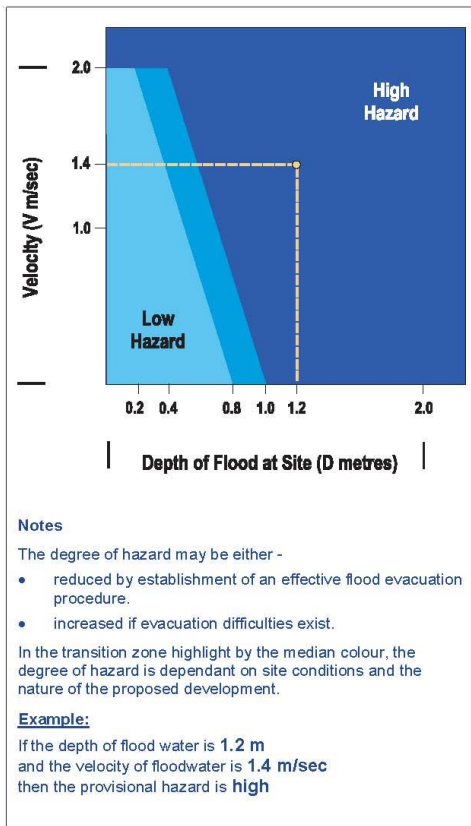 2.0
High
Hazard
1.4
Velocity (V m/sec)
1.0
Low
Hazard
0.2 0.4 0.8 1.0 1.2 2.0
Depth of Flood at Site (D metres)
Notes
The degree of hazard may be either -
• reduced by establishment of an effective flood evacuation
procedure.
• increased if evacuation difficulties exist.
In the transition zone highlight by the median colour, the
degree of hazard is dependant on site conditions and the
nature of the proposed development.
Example:
If the depth of flood water is 1.2 m
and the velocity of floodwater is 1.4 m/sec
then the provisional hazard is high